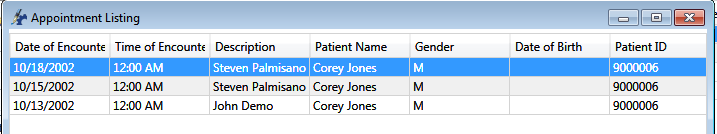 Appointment Listing
Date of Encounte Time of Encounte Description Patient Name Gender Date of Birth Patient ID
10/18/2002 12:00 AM Steven Palmisano Corey Jones M 9000006
10/15/2002 12:00 AM Steven Palmisano Corey Jones M 9000006
10/13/2002 12:00 AM John Demo Corey Jones M 9000006